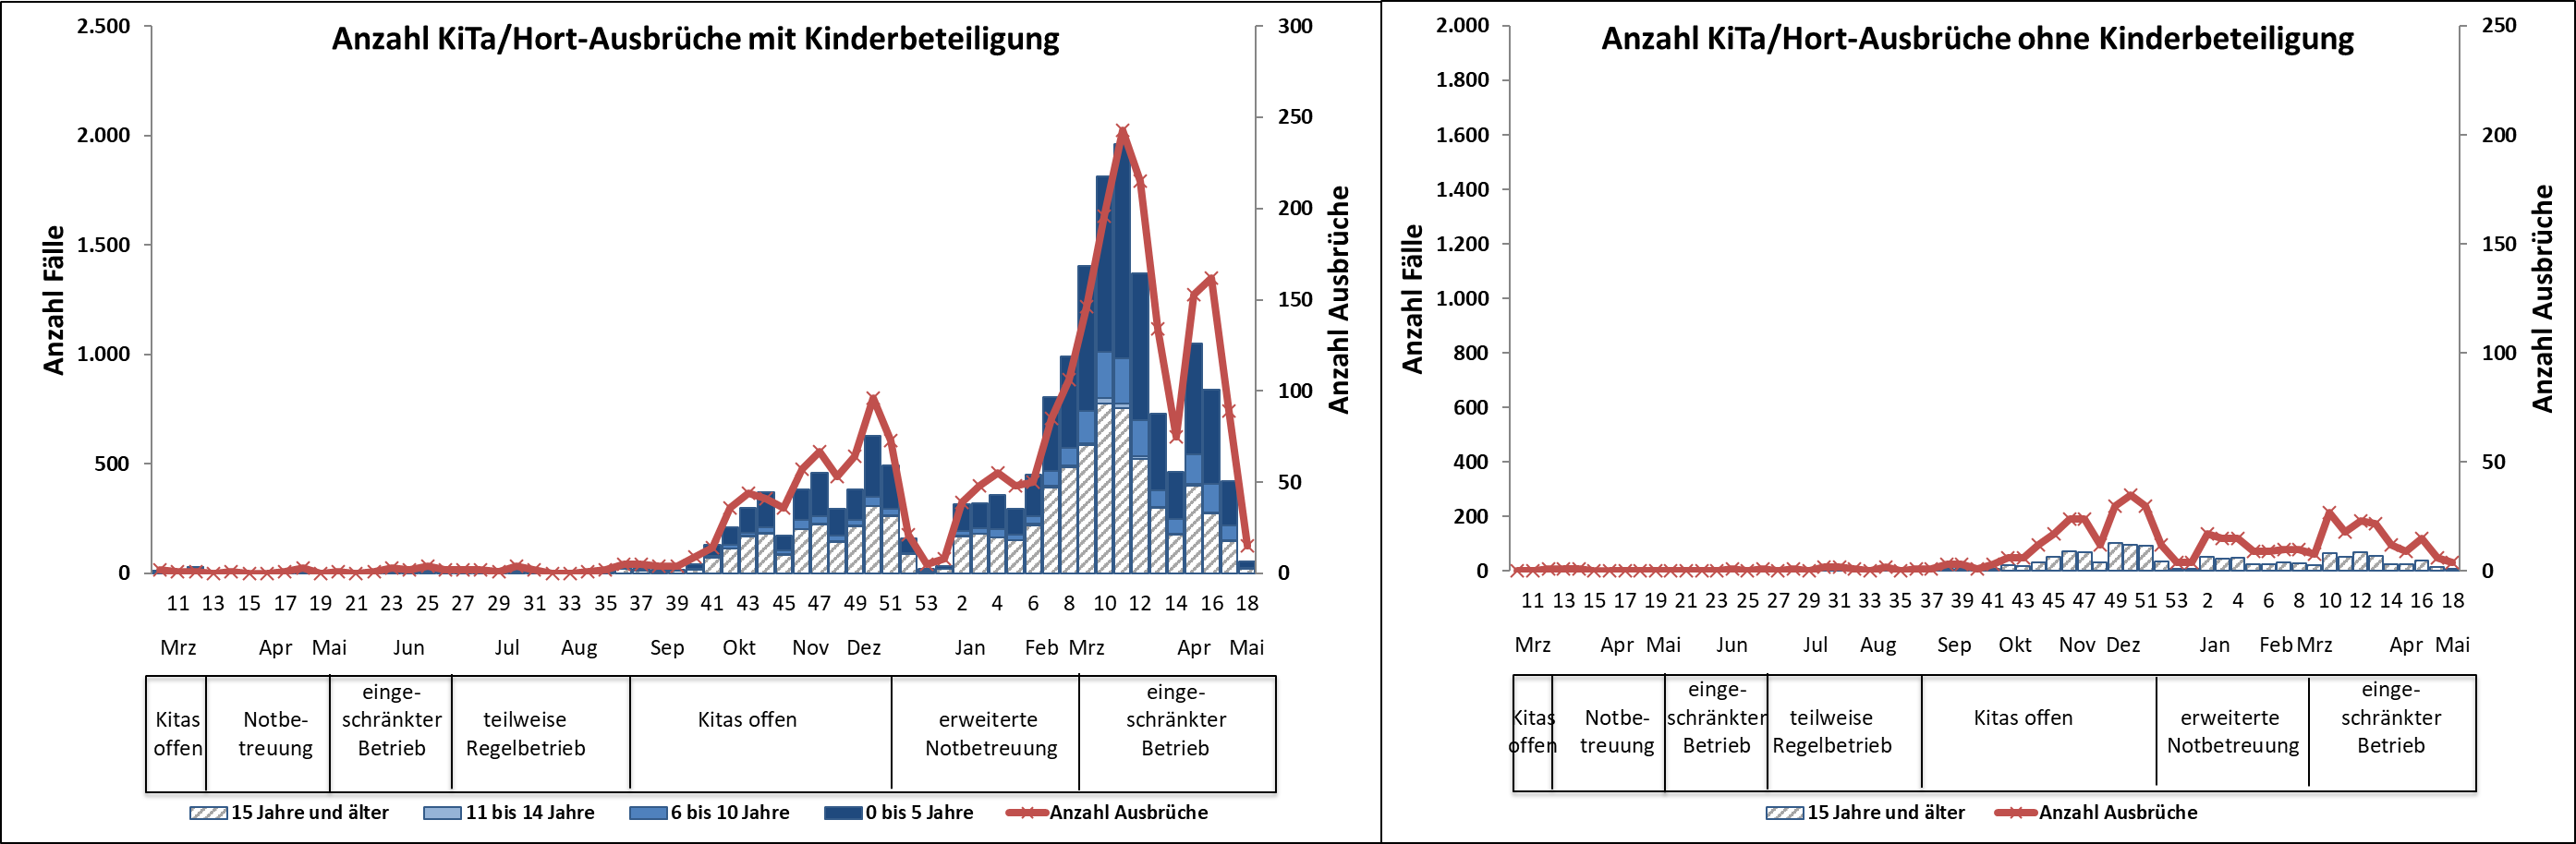 Anzahl KiTa/Hort-Ausbrüche mit Kinderbeteiligung
Anzahl Fälle
2.500
2.000
1.500
1.000
500
0
300
250
200
150
100
50
0
Anzahl Ausbrüche
11 13 15 17 19 21 23 25 27 29 31 33 35 37 39 41 43 45 47 49 51 53 2 4 6 8 10 12 14 16 18
Mrz Apr Mai Jun Jul Aug Sep Okt Nov Dez Jan Feb Mrz Apr Mai
Kitas
offen
Notbe-
treuung
einge-
schränkter
Betrieb
teilweise
Regelbetrieb
Kitas offen
erweiterte
Notbetreuung
einge-
schränkter
Betrieb
15 Jahre und älter 11 bis 14 Jahre 6 bis 10 Jahre 0 bis 5 Jahre Anzahl Ausbrüche
Anzahl KiTa/Hort-Ausbrüche ohne Kinderbeteiligung
Anzahl Fälle
2.000
1.800
1.600
1.400
1.200
1.000
800
600
400
200
0
250
200
150
100
50
0
Anzahl Ausbrüche
11 13 15 17 19 21 23 25 27 29 31 33 35 37 39 41 43 45 47 49 51 53 2 4 6 8 10 12 14 16 18
Mrz Apr Mai Jun Jul Aug Sep Okt Nov Dez Jan Feb Mrz Apr Mai
Kitas
offen
Notbe-
treuung
einge-
schränkter
Betrieb
teilweise
Regelbetrieb
Kitas offen
erweiterte
Notbetreuung
einge-
schränkter
Betrieb
15 Jahre und älter Anzahl Ausbrüche